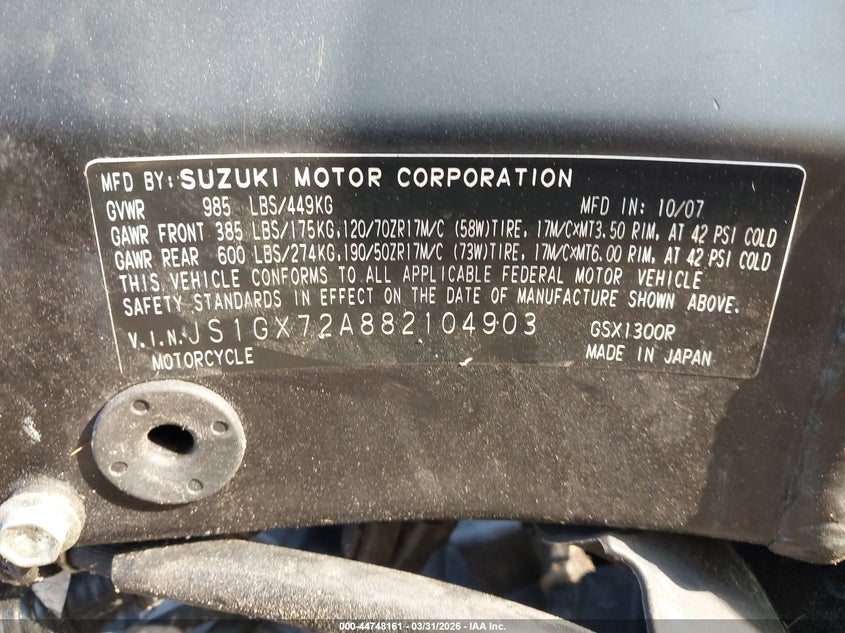 MFD BY: SUZUKI MOTOR CORPORATION
GVWR 985 LBS/449KG MFD IN: 10/07
GAWR FRONT 385 LBS/175KG,120/70ZR17M/C (58W)TIRE, 17M/C×MT3.50 RIM, AT 42 PSI COLD
GAWR REAR 600 LBS/274KG,190/50ZR17M/C (73W)TIRE, 17M/C×MT6.00 RIM, AT 42 PSI COLD
THIS VEHICLE CONFORMS TO ALL APPLICABLE FEDERAL MOTOR VEHICLE
SAFETY STANDARDS IN EFFECT ON THE DATE OF MANUFACTURE SHOWN ABOVE.
V.I.N. JS1GX72A882104903 GSX1300R
MOTORCYCLE MADE IN JAPAN
000-44748161 - 03/31/2026 - IAA Inc.